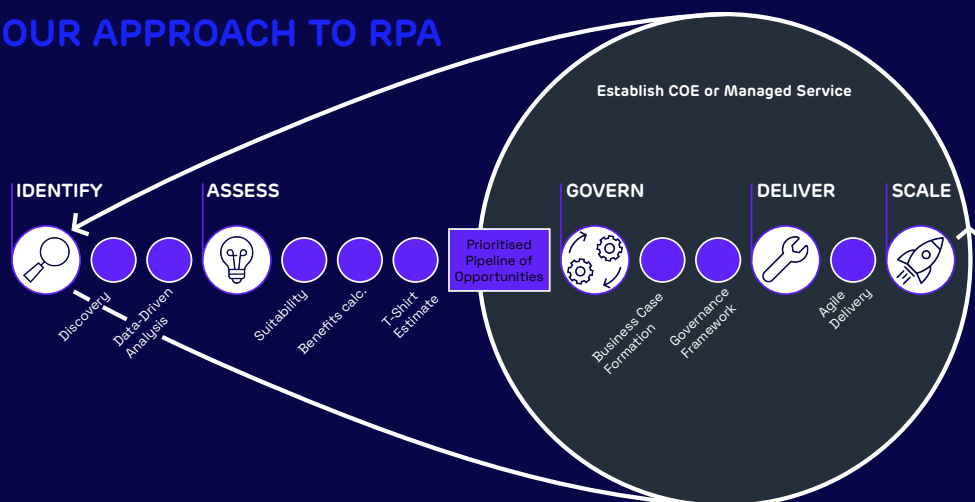 OUR APPROACH TO RPA
Establish COE or Managed Service
IDENTIFY
ASSESS
GOVERN
DELIVER
SCALE
Prioritised
Pipeline of
Opportunities
Discovery
Data-Driven
Analysis
Suitability
Benefits calc.
T-Shirt
Estimate
Business Case
Formation
Governance
Framework
Agile
Delivery